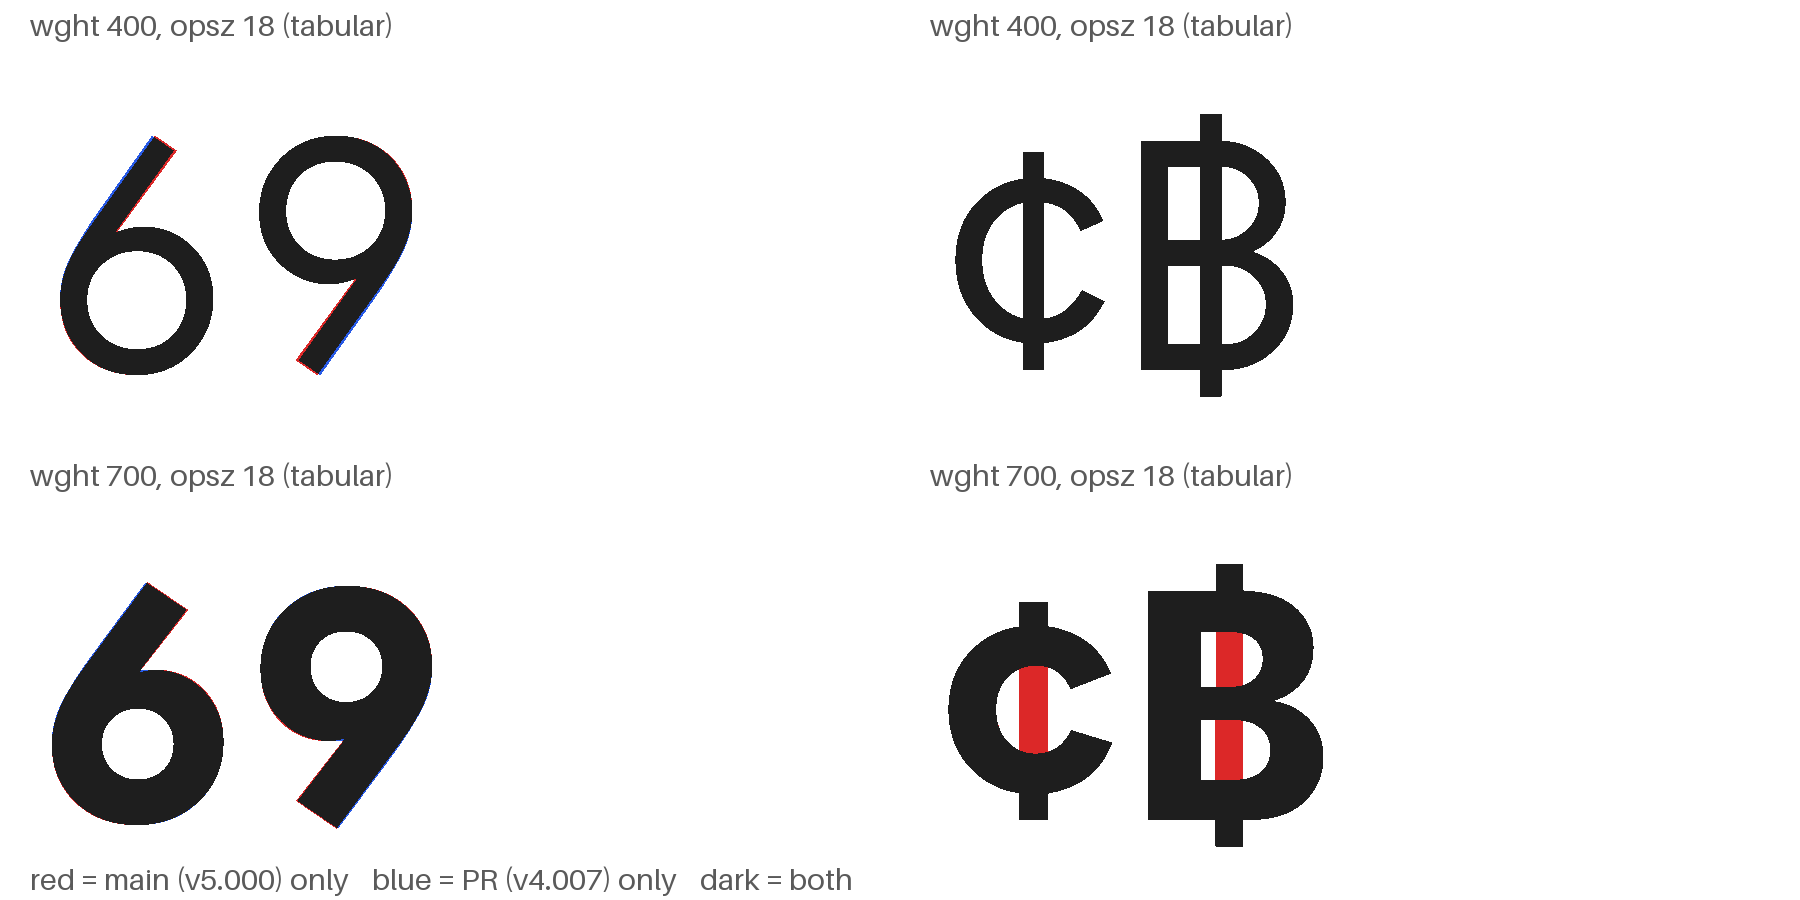 wght 400, opsz 18 (tabular)
wght 400, opsz 18 (tabular)
69
¢฿
wght 700, opsz 18 (tabular)
wght 700, opsz 18 (tabular)
69
¢฿
red = main (v5.000) only blue = PR (v4.007) only dark = both